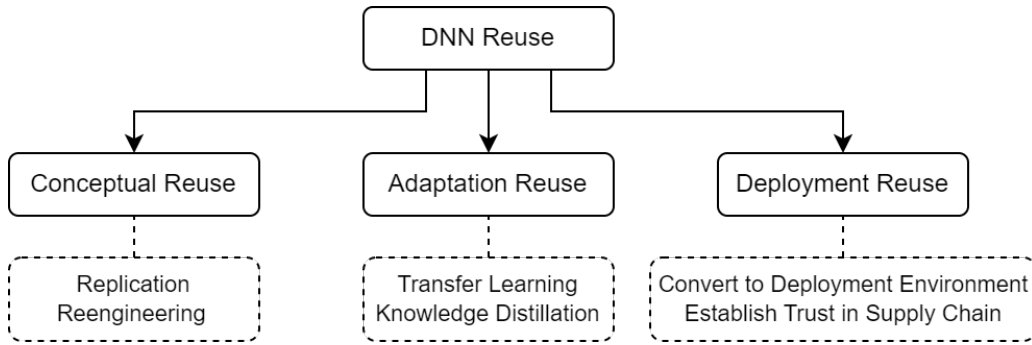 DNN Reuse
Conceptual Reuse
Adaptation Reuse
Deployment Reuse
Replication
Reengineering
Transfer Learning
Knowledge Distillation
Convert to Deployment Environment
Establish Trust in Supply Chain